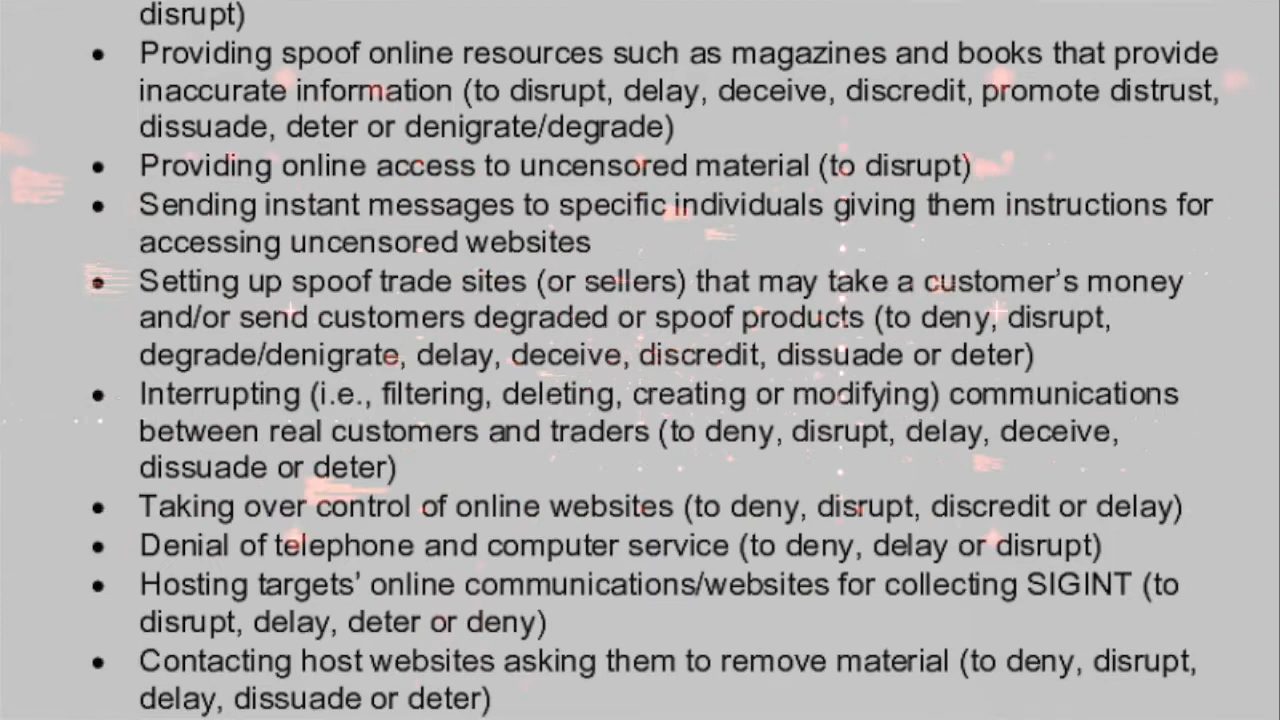 disrupt)
• Providing spoof online resources such as magazines and books that provide
inaccurate information (to disrupt, delay, deceive, discredit, promote distrust,
dissuade, deter or denigrate/degrade)
• Providing online access to uncensored material (to disrupt)
• Sending instant messages to specific individuals giving them instructions for
accessing uncensored websites
• Setting up spoof trade sites (or sellers) that may take a customer's money
and/or send customers degraded or spoof products (to deny, disrupt,
degrade/denigrate, delay, deceive, discredit, dissuade or deter)
• Interrupting (i.e., filtering, deleting, creating or modifying) communications
between real customers and traders (to deny, disrupt, delay, deceive,
dissuade or deter)
• Taking over control of online websites (to deny, disrupt, discredit or delay)
• Denial of telephone and computer service (to deny, delay or disrupt)
• Hosting targets' online communications/websites for collecting SIGINT (to
disrupt, delay, deter or deny)
• Contacting host websites asking them to remove material (to deny, disrupt,
delay, dissuade or deter)